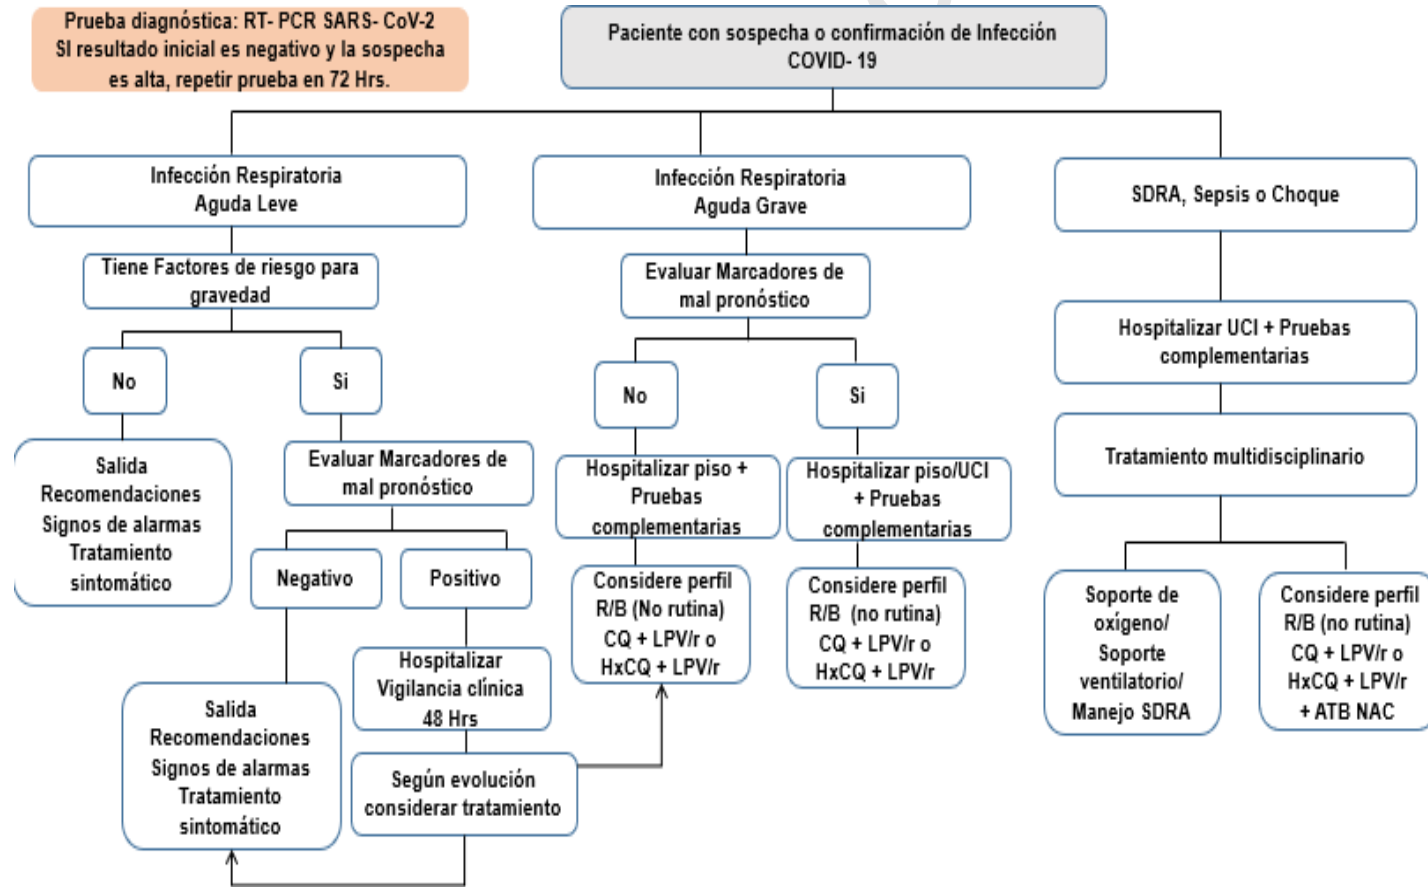 Prueba diagnóstica: RT- PCR SARS- CoV-2
SI resultado inicial es negativo y la sospecha
es alta, repetir prueba en 72 Hrs.
Paciente con sospecha o confirmación de Infección
COVID- 19
Infección Respiratoria
Aguda Leve
Infección Respiratoria
Aguda Grave
SDRA, Sepsis o Choque
Tiene Factores de riesgo para
gravedad
Evaluar Marcadores de
mal pronóstico
Hospitalizar UCI + Pruebas
complementarias
No
Si
No
Si
Salida
Recomendaciones
Signos de alarmas
Tratamiento
sintomático
Evaluar Marcadores de
mal pronóstico
Hospitalizar piso +
Pruebas
complementarias
Hospitalizar piso/UCI
+ Pruebas
complementarias
Tratamiento multidisciplinario
Negativo
Positivo
Considere perfil
R/B (No rutina)
CQ + LPV/r o
HxCQ + LPV/r
Considere perfil
R/B (no rutina)
CQ + LPV/r o
HxCQ + LPV/r
Soporte de
oxígeno/
Soporte
ventilatorio/
Manejo SDRA
Considere perfil
R/B (no rutina)
CQ + LPV/r o
HxCQ + LPV/r
+ ATB NAC
Hospitalizar
Vigilancia clínica
48 Hrs
Salida
Recomendaciones
Signos de alarmas
Tratamiento
sintomático
Según evolución
considerar tratamiento